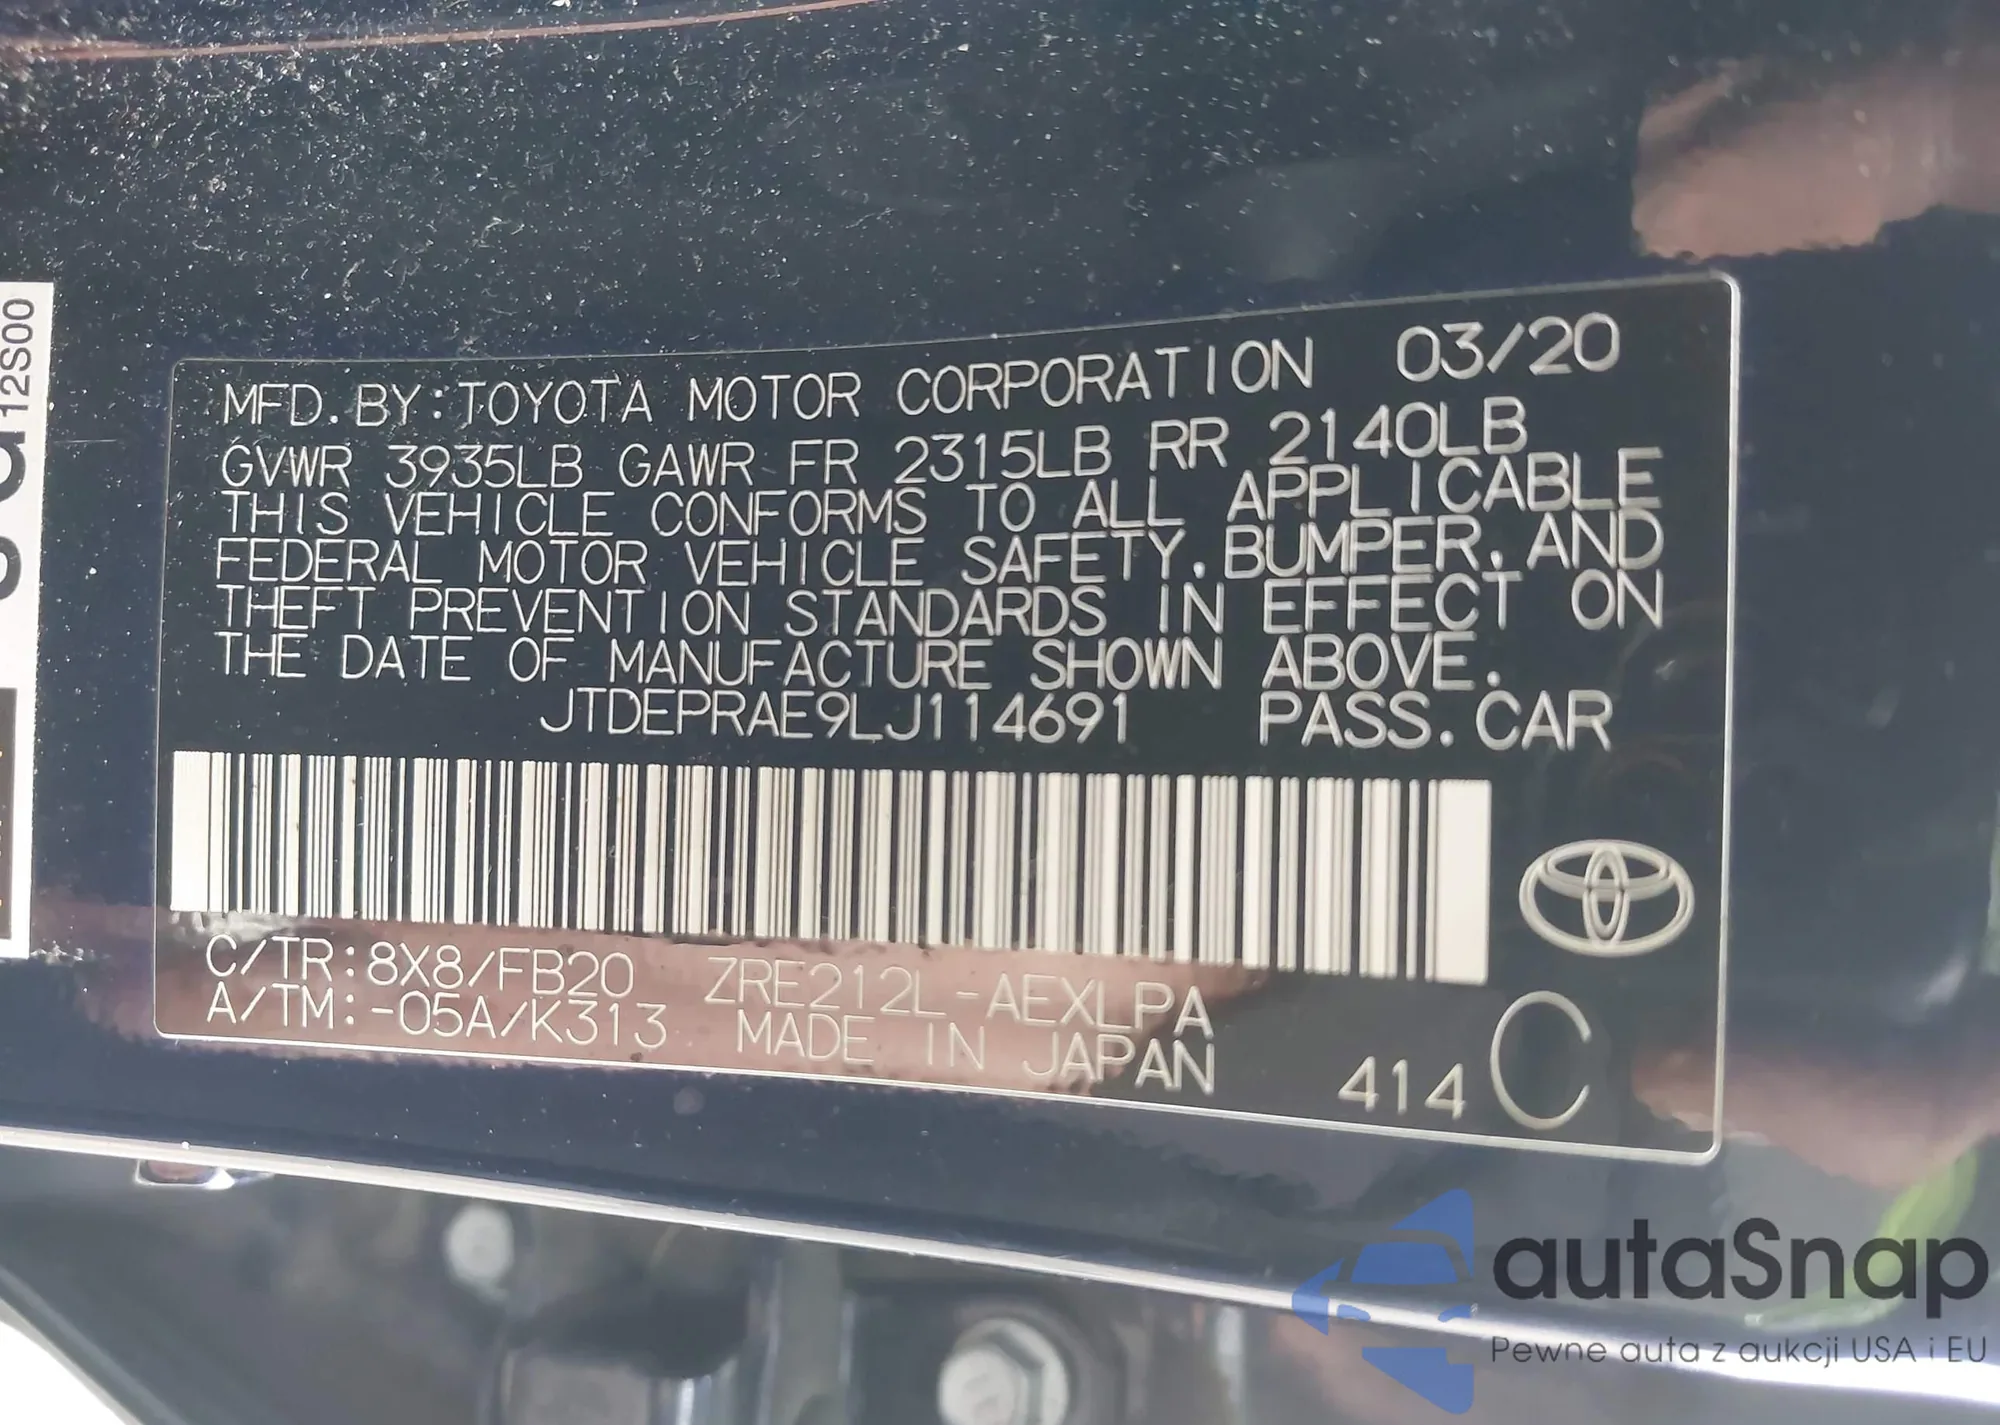 12S00
MFD. BY:TOYOTA MOTOR CORPORATION 03/20
GVWR 3935LB GAWR FR 2315LB RR 2140LB
THIS VEHICLE CONFORMS TO ALL APPLICABLE
FEDERAL MOTOR VEHICLE SAFETY, BUMPER, AND
THEFT PREVENTION STANDARDS IN EFFECT ON
THE DATE OF MANUFACTURE SHOWN ABOVE.
JTDEPRAE9LJ114691 PASS. CAR
C/TR:8X8/FB20 ZRE212L-AEXLPA
A/TM:-05A/K313 MADE IN JAPAN 414 C
autaSnap
Pewne auta z aukcji USA i EU